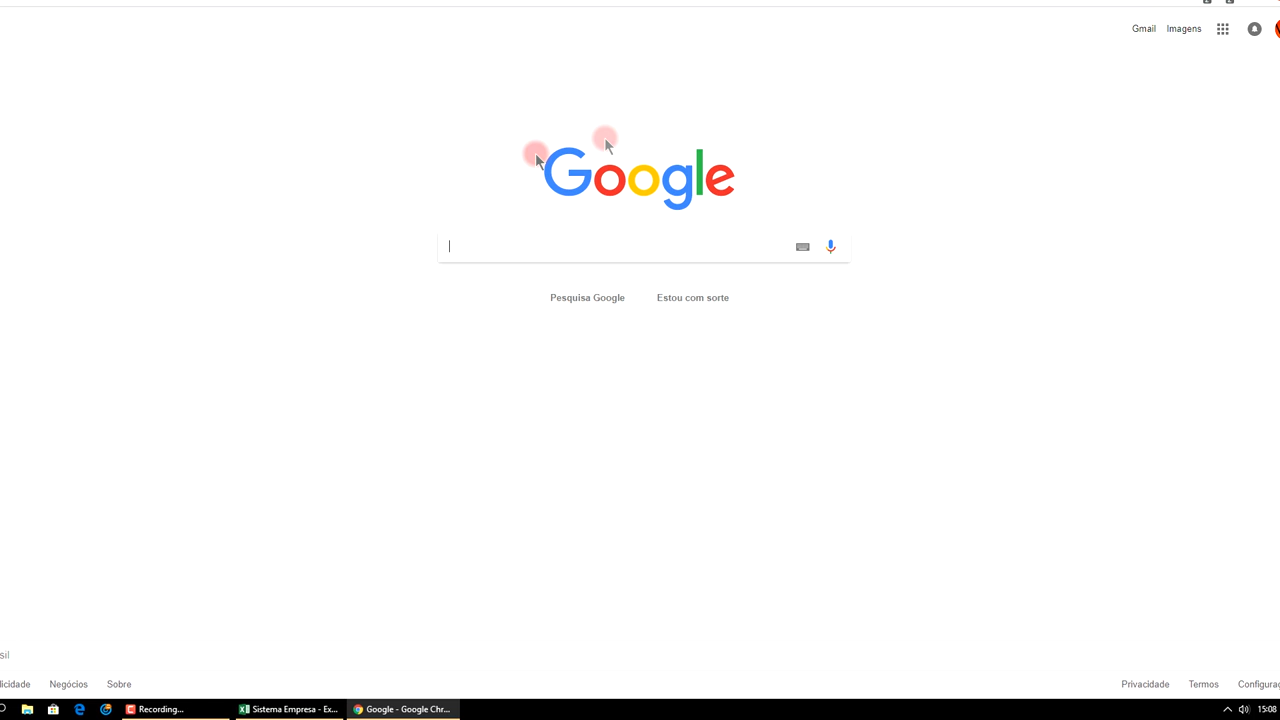 Gmail Imagens
Google
Pesquisa Google Estou com sorte
sil
licidade Negócios Sobre Privacidade Termos Configuraç
Recording... Sistema Empresa - Ex... Google - Google Chr... 15:08